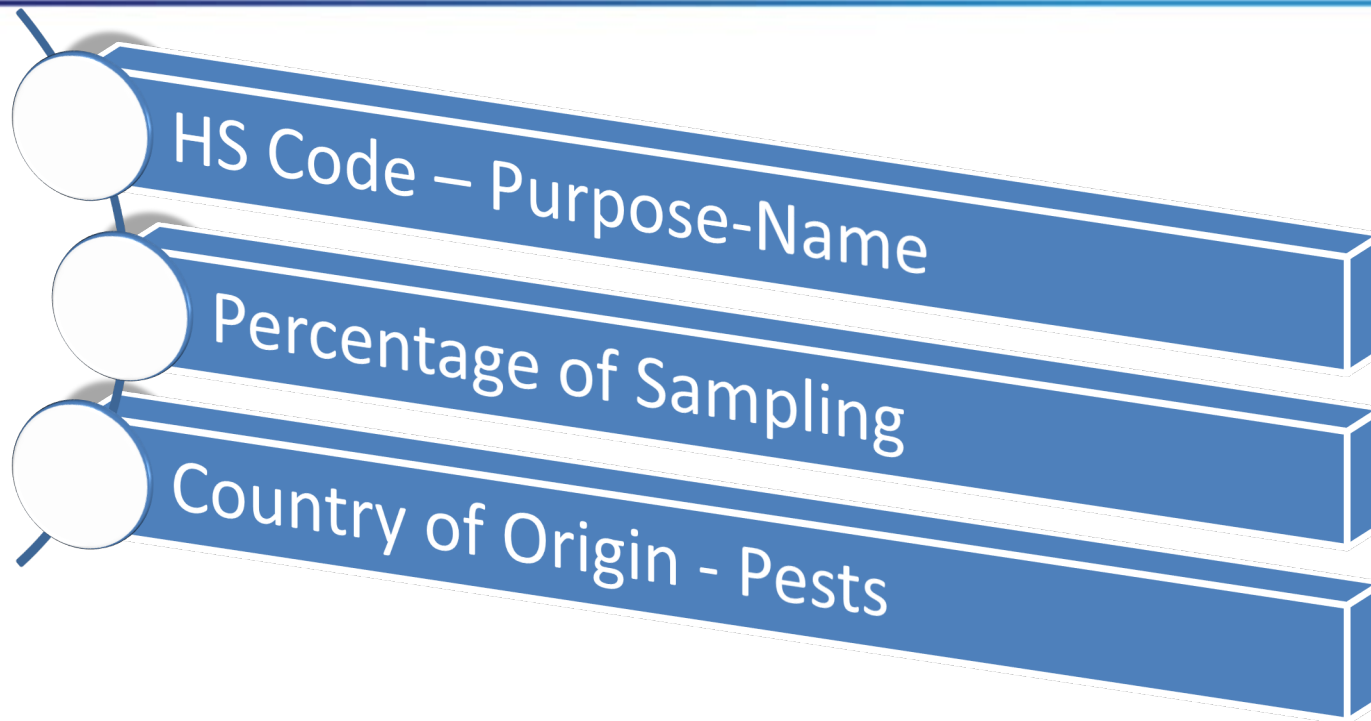 HS Code – Purpose-Name
Percentage of Sampling
Country of Origin - Pests